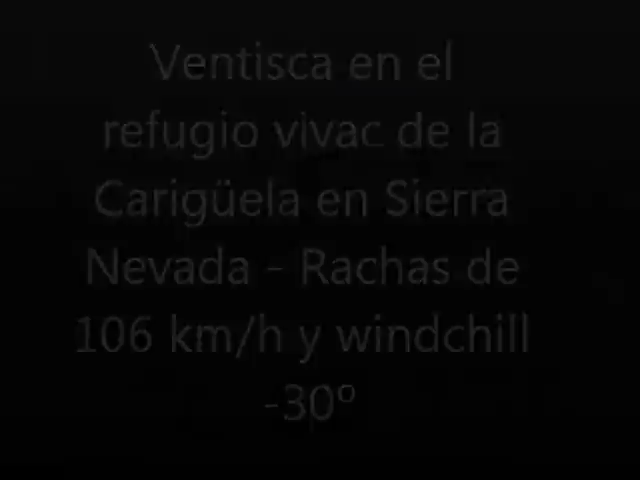 Ventisca en el
refugio vivac de la
Carigüela en Sierra
Nevada - Rachas de
106 km/h y windchill
-30º